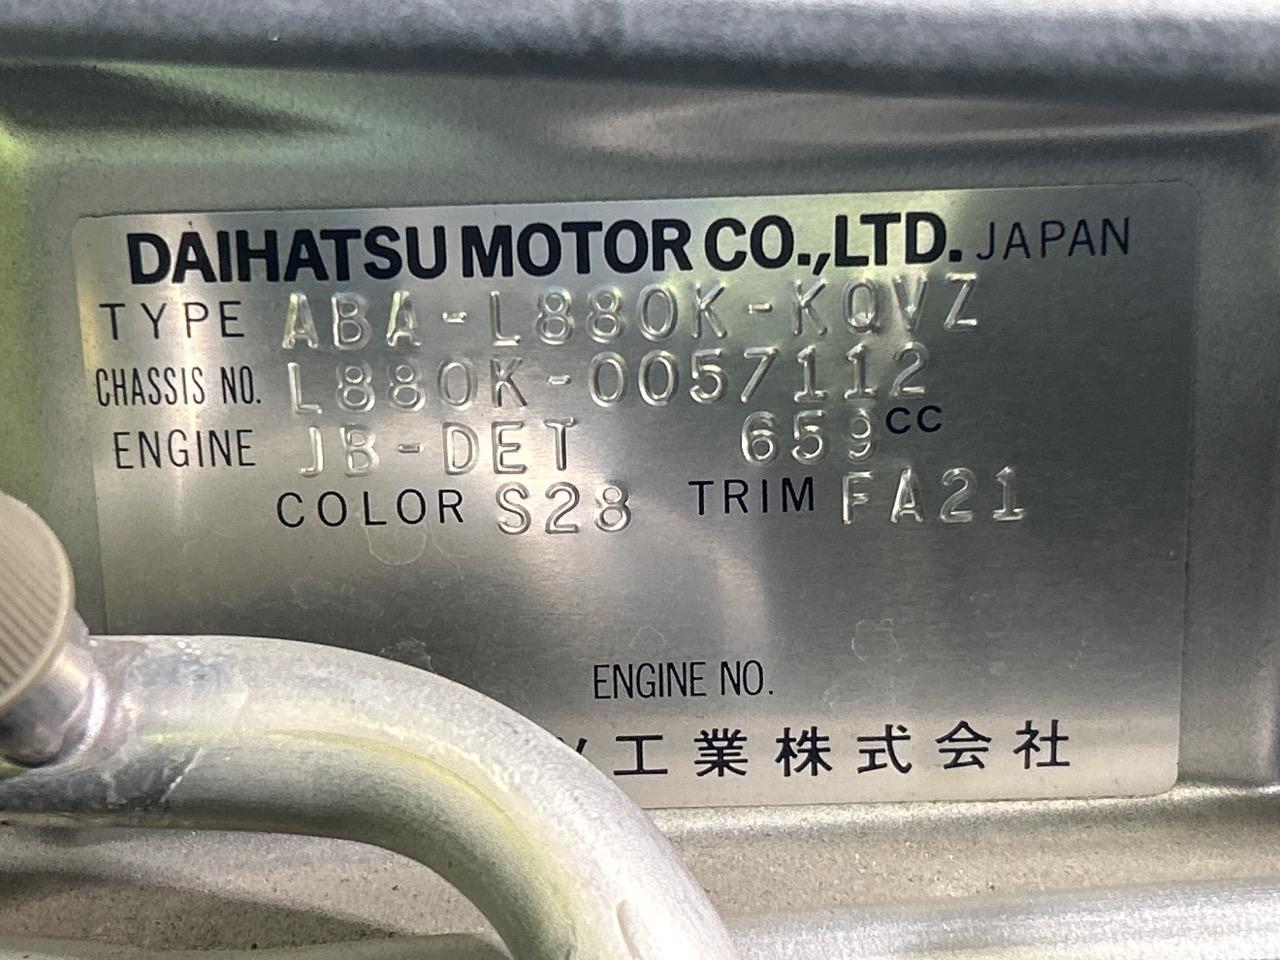 DAIHATSU MOTOR CO.,LTD. JAPAN
TYPE ABA-L880K-KQVZ
CHASSIS NO. L880K-0057112
ENGINE JB-DET 659CC
COLOR S28 TRIM FA21
ENGINE NO.
工業株式会社